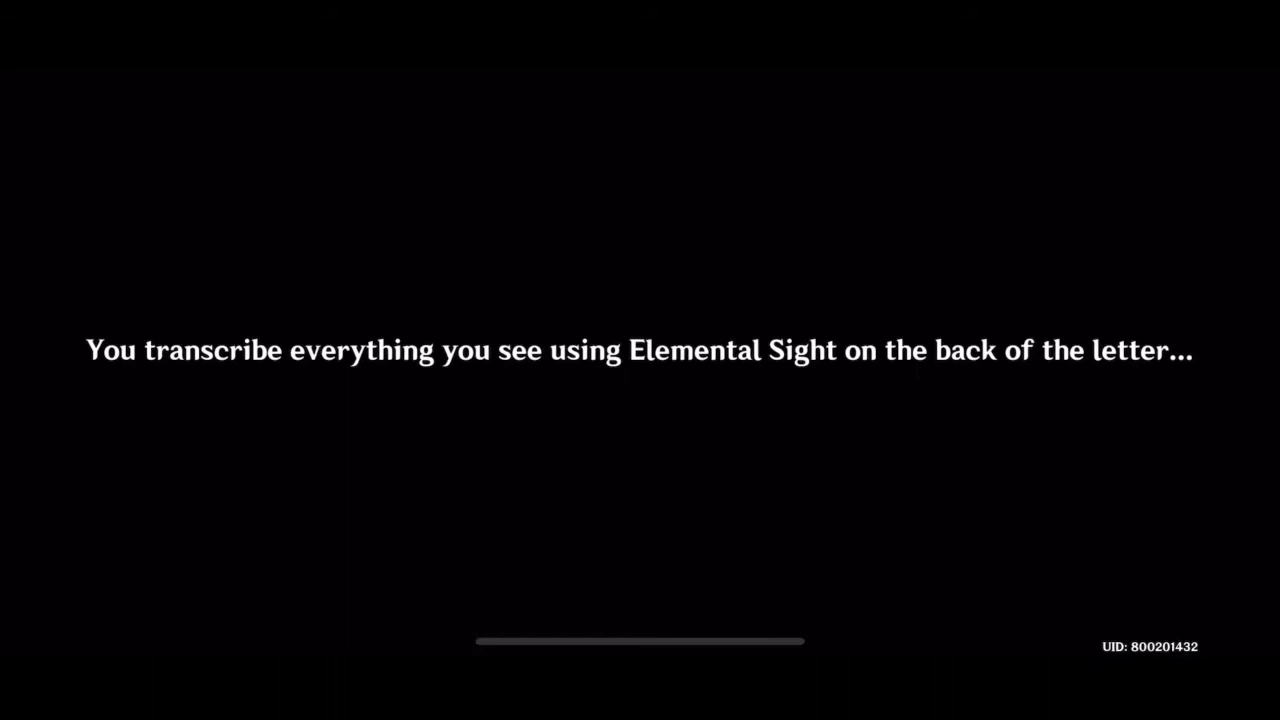 You transcribe everything you see using Elemental Sight on the back of the letter...
UID: 800201432